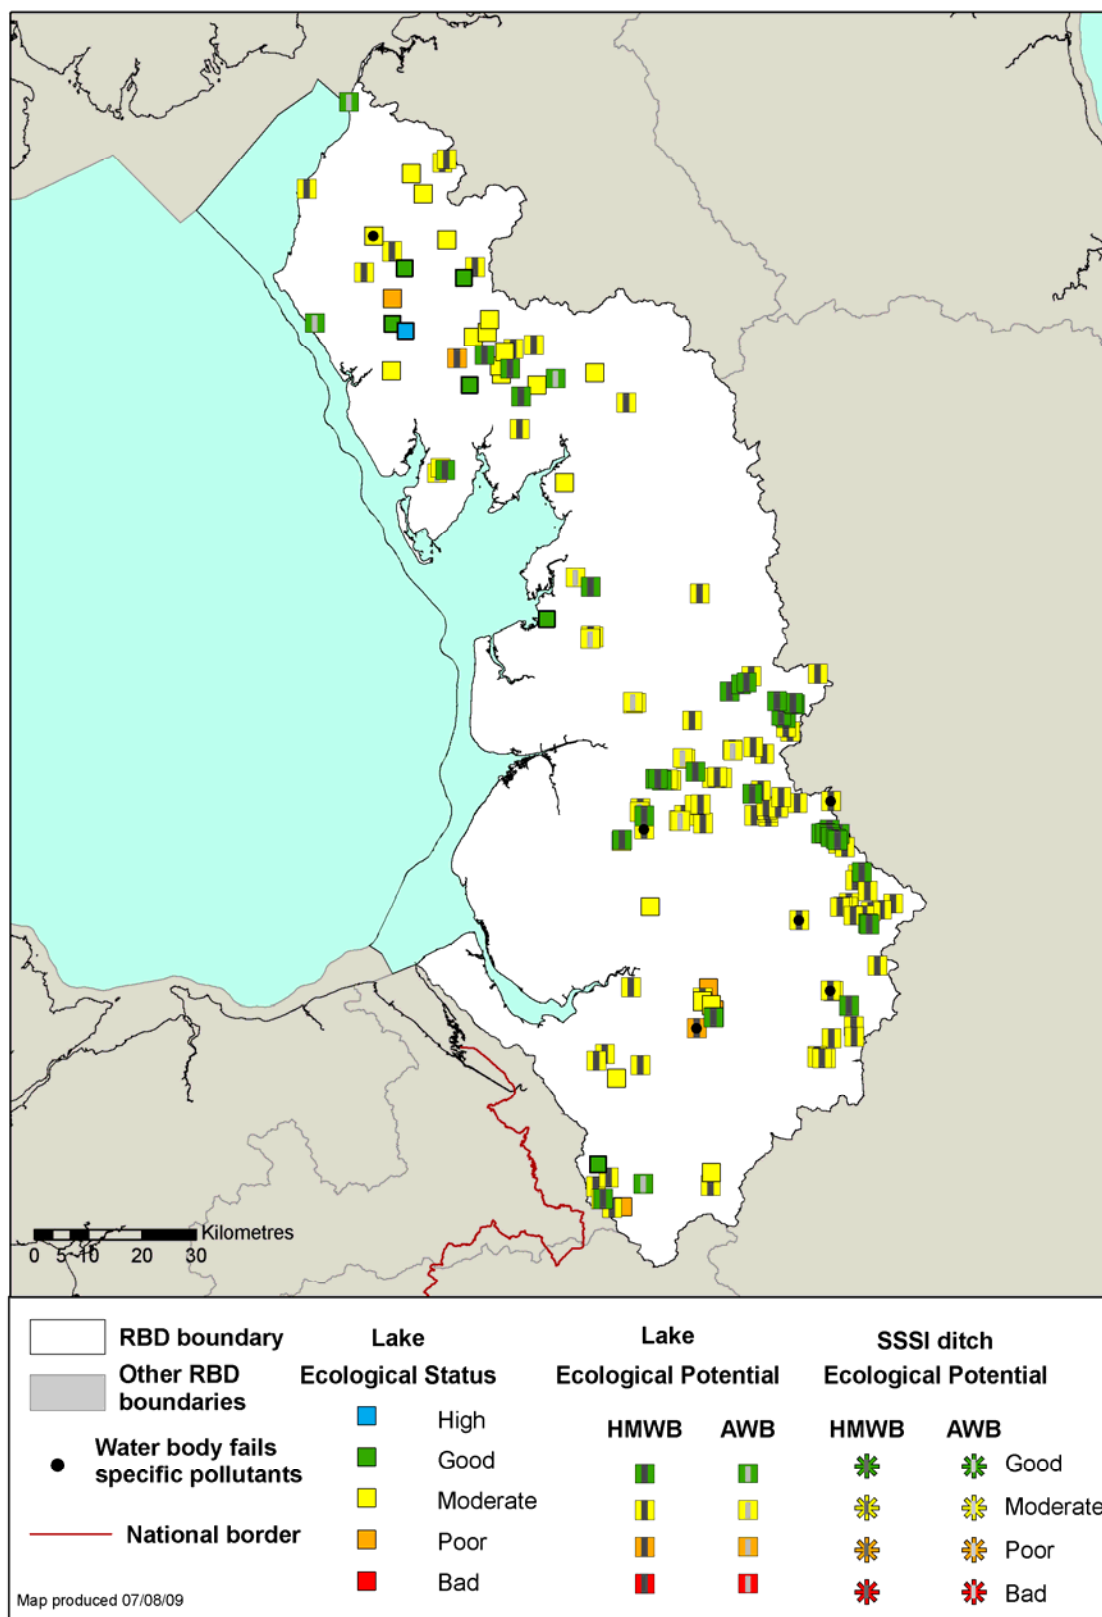 Kilometres
0 5 10 20 30
RBD boundary
Other RBD
boundaries
Water body fails
specific pollutants
National border
Map produced 07/08/09
Lake
Ecological Status
High
Good
Moderate
Poor
Bad
Lake
Ecological Potential
HMWB AWB
SSSI ditch
Ecological Potential
HMWB AWB
Good
Moderate
Poor
Bad